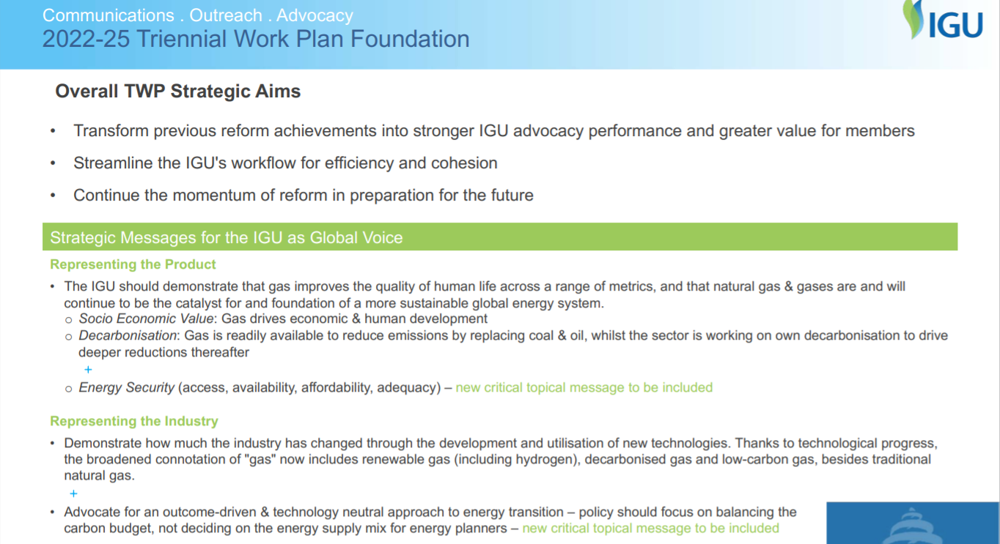 Communications . Outreach . Advocacy
2022-25 Triennial Work Plan Foundation
IGU
Overall TWP Strategic Aims
• Transform previous reform achievements into stronger IGU advocacy performance and greater value for members
• Streamline the IGU's workflow for efficiency and cohesion
• Continue the momentum of reform in preparation for the future
Strategic Messages for the IGU as Global Voice
Representing the Product
• The IGU should demonstrate that gas improves the quality of human life across a range of metrics, and that natural gas & gases are and will
continue to be the catalyst for and foundation of a more sustainable global energy system.
o Socio Economic Value: Gas drives economic & human development
o Decarbonisation: Gas is readily available to reduce emissions by replacing coal & oil, whilst the sector is working on own decarbonisation to drive
deeper reductions thereafter
+
o Energy Security (access, availability, affordability, adequacy) – new critical topical message to be included
Representing the Industry
• Demonstrate how much the industry has changed through the development and utilisation of new technologies. Thanks to technological progress,
the broadened connotation of "gas" now includes renewable gas (including hydrogen), decarbonised gas and low-carbon gas, besides traditional
natural gas.
+
• Advocate for an outcome-driven & technology neutral approach to energy transition – policy should focus on balancing the
carbon budget, not deciding on the energy supply mix for energy planners – new critical topical message to be included